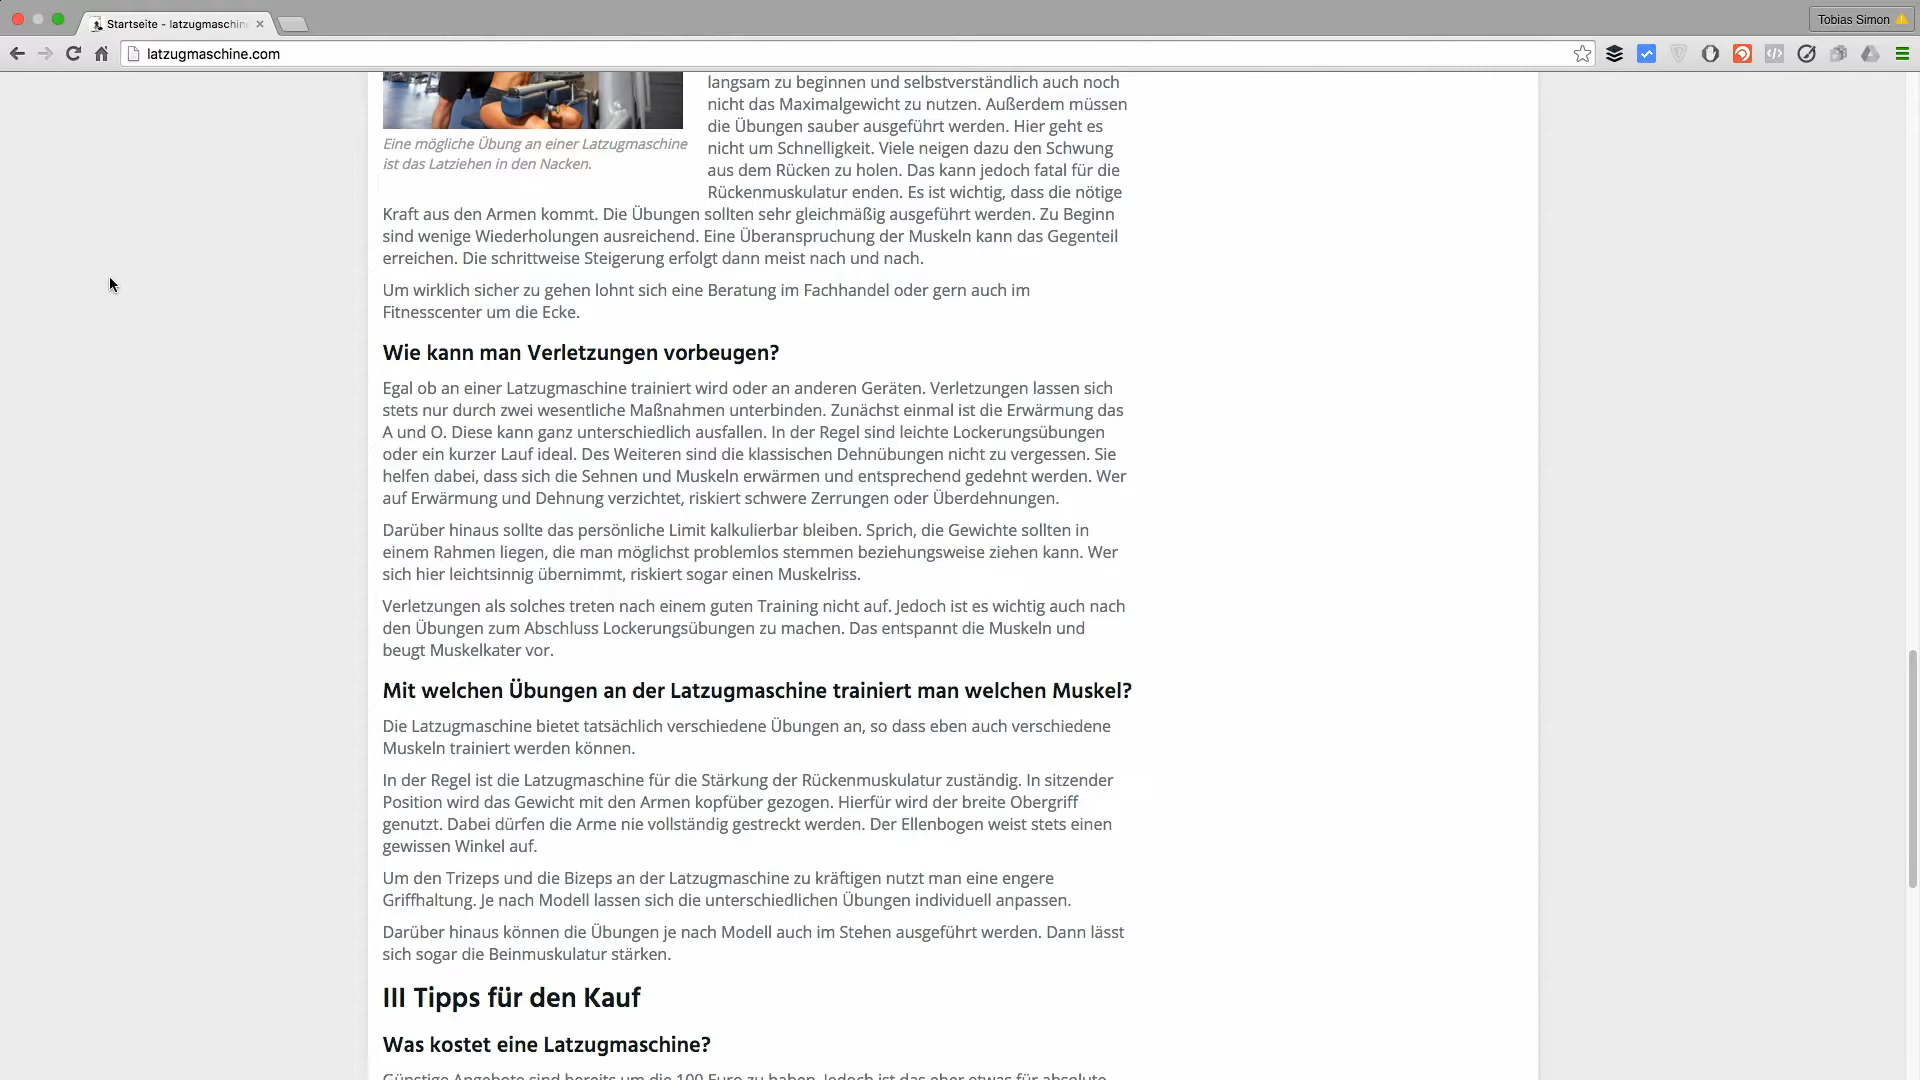 Startseite - latzugmaschin
Tobias Simon
latzugmaschine.com
langsam zu beginnen und selbstverständlich auch noch
nicht das Maximalgewicht zu nutzen. Außerdem müssen
die Übungen sauber ausgeführt werden. Hier geht es
nicht um Schnelligkeit. Viele neigen dazu den Schwung
aus dem Rücken zu holen. Das kann jedoch fatal für die
Rückenmuskulatur enden. Es ist wichtig, dass die nötige
Eine mögliche Übung an einer Latzugmaschine
ist das Latziehen in den Nacken.
Kraft aus den Armen kommt. Die Übungen sollten sehr gleichmäßig ausgeführt werden. Zu Beginn
sind wenige Wiederholungen ausreichend. Eine Überanspruchung der Muskeln kann das Gegenteil
erreichen. Die schrittweise Steigerung erfolgt dann meist nach und nach.
Um wirklich sicher zu gehen lohnt sich eine Beratung im Fachhandel oder gern auch im
Fitnesscenter um die Ecke.
Wie kann man Verletzungen vorbeugen?
Egal ob an einer Latzugmaschine trainiert wird oder an anderen Geräten. Verletzungen lassen sich
stets nur durch zwei wesentliche Maßnahmen unterbinden. Zunächst einmal ist die Erwärmung das
A und O. Diese kann ganz unterschiedlich ausfallen. In der Regel sind leichte Lockerungsübungen
oder ein kurzer Lauf ideal. Des Weiteren sind die klassischen Dehnübungen nicht zu vergessen. Sie
helfen dabei, dass sich die Sehnen und Muskeln erwärmen und entsprechend gedehnt werden. Wer
auf Erwärmung und Dehnung verzichtet, riskiert schwere Zerrungen oder Überdehnungen.
Darüber hinaus sollte das persönliche Limit kalkulierbar bleiben. Sprich, die Gewichte sollten in
einem Rahmen liegen, die man möglichst problemlos stemmen beziehungsweise ziehen kann. Wer
sich hier leichtsinnig übernimmt, riskiert sogar einen Muskelriss.
Verletzungen als solches treten nach einem guten Training nicht auf. Jedoch ist es wichtig auch nach
den Übungen zum Abschluss Lockerungsübungen zu machen. Das entspannt die Muskeln und
beugt Muskelkater vor.
Mit welchen Übungen an der Latzugmaschine trainiert man welchen Muskel?
Die Latzugmaschine bietet tatsächlich verschiedene Übungen an, so dass eben auch verschiedene
Muskeln trainiert werden können.
In der Regel ist die Latzugmaschine für die Stärkung der Rückenmuskulatur zuständig. In sitzender
Position wird das Gewicht mit den Armen kopfüber gezogen. Hierfür wird der breite Obergriff
genutzt. Dabei dürfen die Arme nie vollständig gestreckt werden. Der Ellenbogen weist stets einen
gewissen Winkel auf.
Um den Trizeps und die Bizeps an der Latzugmaschine zu kräftigen nutzt man eine engere
Griffhaltung. Je nach Modell lassen sich die unterschiedlichen Übungen individuell anpassen.
Darüber hinaus können die Übungen je nach Modell auch im Stehen ausgeführt werden. Dann lässt
sich sogar die Beinmuskulatur stärken.
III Tipps für den Kauf
Was kostet eine Latzugmaschine?
Günstige Angebote sind bereits um die 100 Euro zu haben. Jedoch ist das eher etwas für absolute